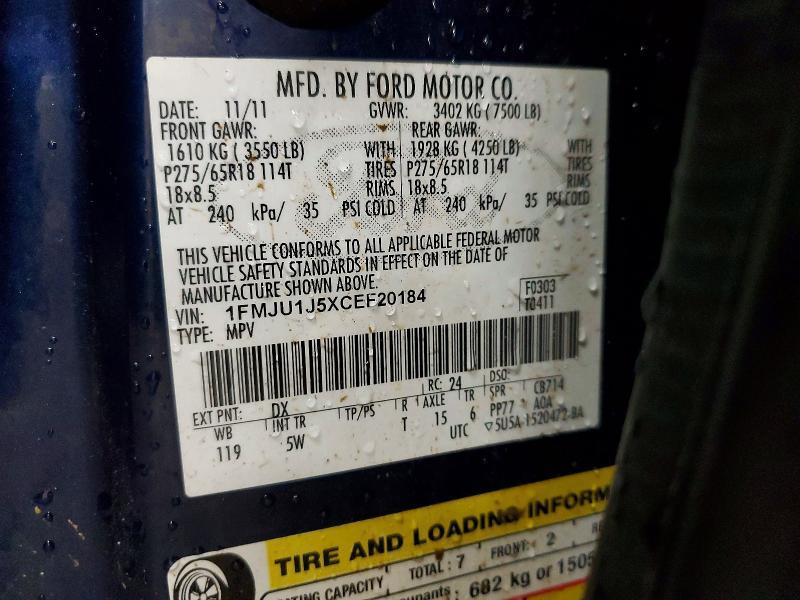 MFD. BY FORD MOTOR CO.
DATE: 11/11 GVWR: 3402 KG ( 7500 LB)
FRONT GAWR: REAR GAWR:
1610 KG ( 3550 LB) WITH 1928 KG ( 4250 LB) WITH
P275/65R18 114T TIRES P275/65R18 114T TIRES
18x8.5 RIMS 18x8.5 RIMS
AT 240 kPa/ 35 PSI COLD AT 240 kPa/ 35 PSI COLD
THIS VEHICLE CONFORMS TO ALL APPLICABLE FEDERAL MOTOR
VEHICLE SAFETY STANDARDS IN EFFECT ON THE DATE OF
MANUFACTURE SHOWN ABOVE.
VIN: 1FMJU1J5XCEF20184 F0303
TYPE: MPV T0411
EXT PNT: DX RC: 24 DSO:
WB INT TR TP/PS R AXLE TR SPR CB714
119 5W T 15 6 PP77 A0A
UTC ▽5U5A-1520472-BA
TIRE AND LOADING INFORM
TING CAPACITY TOTAL: 7 FRONT: 2
upants: 682 kg or 1505